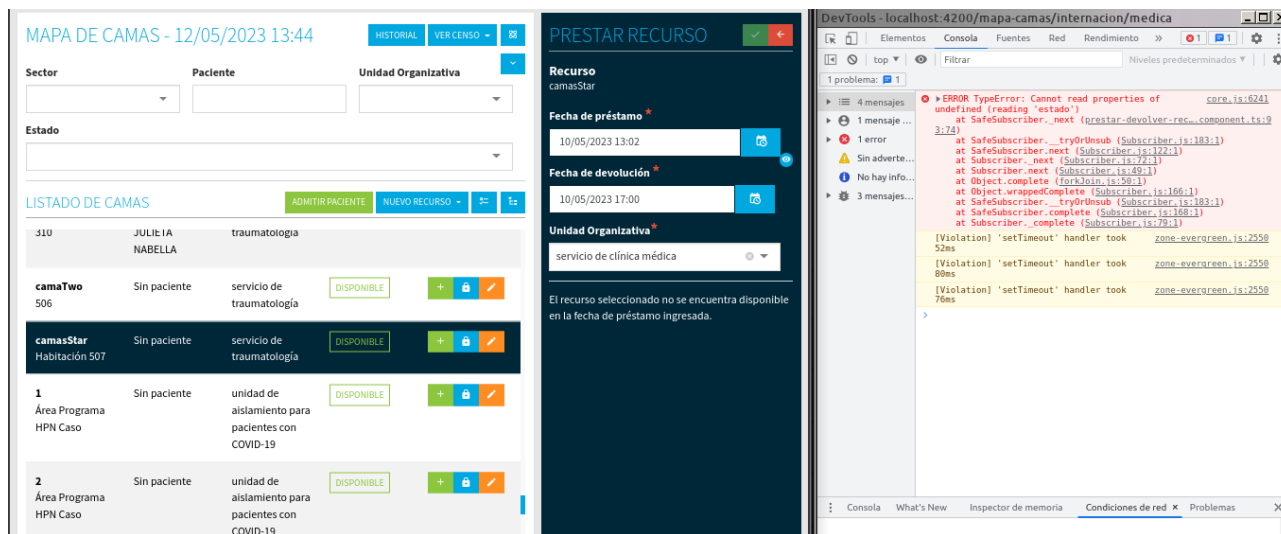 MAPA DE CAMAS - 12/05/2023 13:44
HISTORIAL
VER CENSO
Sector
Paciente
Unidad Organizativa
Estado
LISTADO DE CAMAS
ADMITIR PACIENTE
NUEVO RECURSO
310
JULIETA
NABELLA
traumatología
camaTwo
506
Sin paciente
servicio de
traumatología
DISPONIBLE
camasStar
Habitación 507
Sin paciente
servicio de
traumatología
DISPONIBLE
1
Área Programa
HPN Caso
Sin paciente
unidad de
aislamiento para
pacientes con
COVID-19
DISPONIBLE
2
Área Programa
HPN Caso
Sin paciente
unidad de
aislamiento para
pacientes con
COVID-19
DISPONIBLE
PRESTAR RECURSO
Recurso
camasStar
Fecha de préstamo *
10/05/2023 13:02
Fecha de devolución *
10/05/2023 17:00
Unidad Organizativa *
servicio de clínica médica
El recurso seleccionado no se encuentra disponible
en la fecha de préstamo ingresada.
DevTools - localhost:4200/mapa-camas/internacion/medica
Elementos Consola Fuentes Red Rendimiento » 1 1
top Filtrar Niveles predeterminados
1 problema: 1
4 mensajes
1 mensaje ...
1 error
Sin adverte...
No hay info...
3 mensajes...
ERROR TypeError: Cannot read properties of core.js:6241
undefined (reading 'estado')
at SafeSubscriber._next (prestar-devolver-rec….component.ts:9
3:74)
at SafeSubscriber.__tryOrUnsub (Subscriber.js:183:1)
at SafeSubscriber.next (Subscriber.js:122:1)
at Subscriber._next (Subscriber.js:72:1)
at Subscriber.next (Subscriber.js:49:1)
at Object.complete (forkJoin.js:50:1)
at Object.wrappedComplete (Subscriber.js:166:1)
at SafeSubscriber.__tryOrUnsub (Subscriber.js:183:1)
at SafeSubscriber.complete (Subscriber.js:168:1)
at Subscriber._complete (Subscriber.js:79:1)
[Violation] 'setTimeout' handler took zone-evergreen.js:2550
52ms
[Violation] 'setTimeout' handler took zone-evergreen.js:2550
80ms
[Violation] 'setTimeout' handler took zone-evergreen.js:2550
76ms
Consola What's New Inspector de memoria Condiciones de red × Problemas